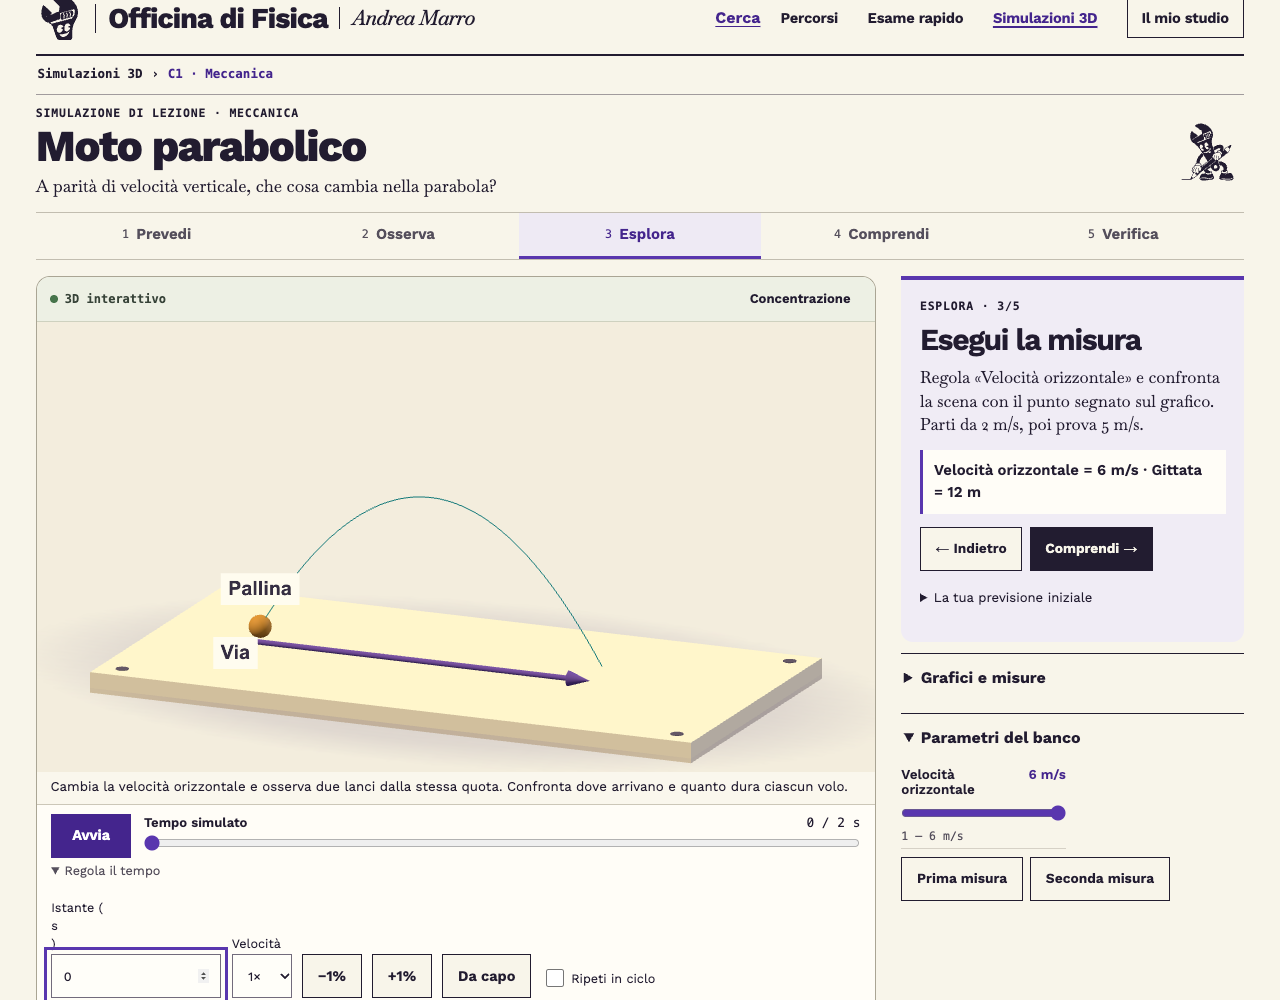 Officina di Fisica
Andrea Marro
Cerca
Percorsi
Esame rapido
Simulazioni 3D
Il mio studio
Simulazioni 3D › C1 · Meccanica
SIMULAZIONE DI LEZIONE · MECCANICA
Moto parabolico
A parità di velocità verticale, che cosa cambia nella parabola?
1 Prevedi
2 Osserva
3 Esplora
4 Comprendi
5 Verifica
3D interattivo
Concentrazione
Pallina
Via
Cambia la velocità orizzontale e osserva due lanci dalla stessa quota. Confronta dove arrivano e quanto dura ciascun volo.
Avvia
Tempo simulato
0 / 2 s
▼ Regola il tempo
Istante (
s
)
Velocità
0
1×
−1%
+1%
Da capo
Ripeti in ciclo
ESPLORA · 3/5
Esegui la misura
Regola «Velocità orizzontale» e confronta
la scena con il punto segnato sul grafico.
Parti da 2 m/s, poi prova 5 m/s.
Velocità orizzontale = 6 m/s · Gittata
= 12 m
← Indietro
Comprendi →
▶ La tua previsione iniziale
▶ Grafici e misure
▼ Parametri del banco
Velocità
orizzontale
6 m/s
1 — 6 m/s
Prima misura
Seconda misura